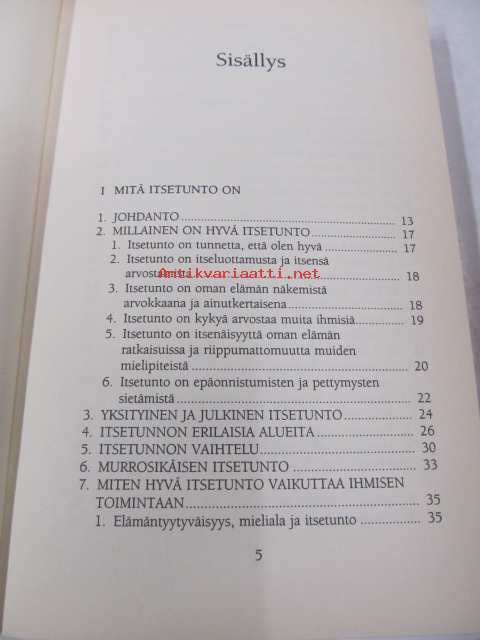 Sisällys
I MITÄ ITSETUNTO ON
1. JOHDANTO 13
2. MILLAINEN ON HYVÄ ITSETUNTO 17
1. Itsetunto on tunnetta, että olen hyvä 17
2. Itsetunto on itseluottamusta ja itsensä
arvostamista 18
Antikvariaatti.net
3. Itsetunto on oman elämän näkemistä
arvokkaana ja ainutkertaisena 18
4. Itsetunto on kykyä arvostaa muita ihmisiä 19
5. Itsetunto on itsenäisyyttä oman elämän
ratkaisuissa ja riippumattomuutta muiden
mielipiteistä 20
6. Itsetunto on epäonnistumisten ja pettymysten
sietämistä 22
3. YKSITYINEN JA JULKINEN ITSETUNTO 24
4. ITSETUNNON ERILAISIA ALUEITA 26
5. ITSETUNNON VAIHTELU 30
6. MURROSIKÄISEN ITSETUNTO 33
7. MITEN HYVÄ ITSETUNTO VAIKUTTAA IHMISEN
TOIMINTAAN 35
1. Elämäntyytyväisyys, mieliala ja itsetunto 35
5